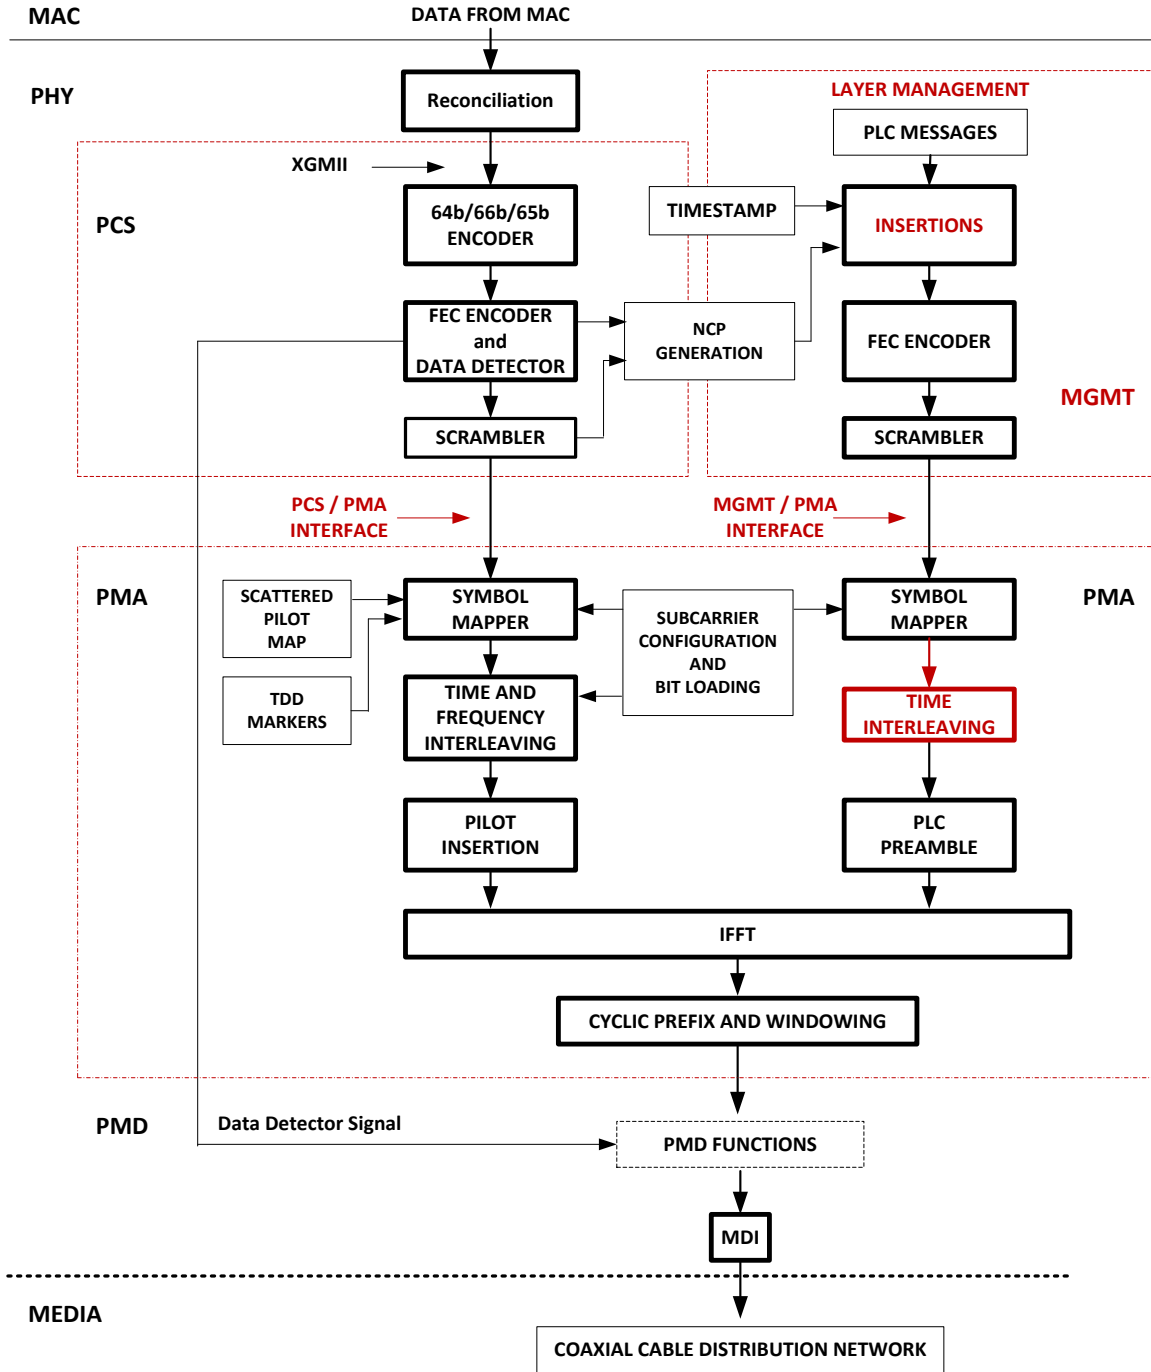 MAC
DATA FROM MAC
PHY
Reconciliation
LAYER MANAGEMENT
PLC MESSAGES
XGMII
PCS
64b/66b/65b
ENCODER
TIMESTAMP
INSERTIONS
FEC ENCODER
and
DATA DETECTOR
NCP
GENERATION
FEC ENCODER
MGMT
SCRAMBLER
SCRAMBLER
PCS / PMA
INTERFACE
MGMT / PMA
INTERFACE
PMA
SCATTERED
PILOT
MAP
SYMBOL
MAPPER
SUBCARRIER
CONFIGURATION
AND
BIT LOADING
SYMBOL
MAPPER
PMA
TDD
MARKERS
TIME AND
FREQUENCY
INTERLEAVING
TIME
INTERLEAVING
PILOT
INSERTION
PLC
PREAMBLE
IFFT
CYCLIC PREFIX AND WINDOWING
PMD
Data Detector Signal
PMD FUNCTIONS
MDI
MEDIA
COAXIAL CABLE DISTRIBUTION NETWORK